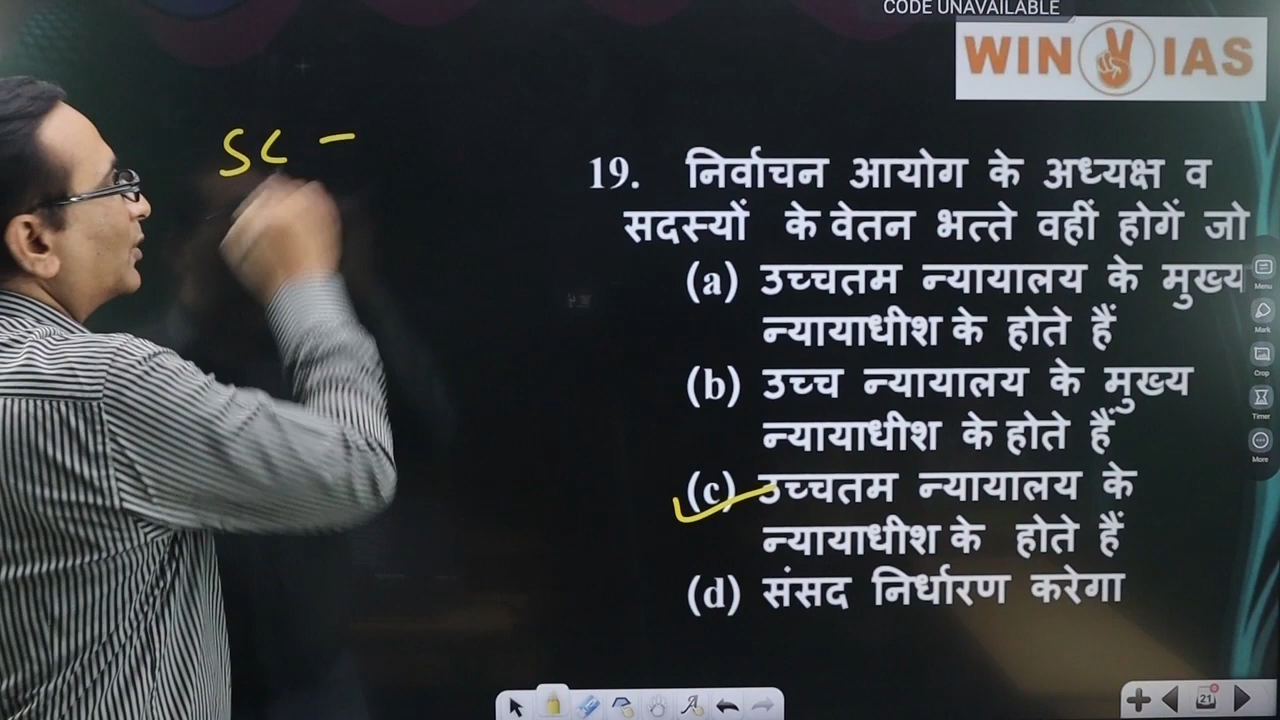 CODE UNAVAILABLE
WIN IAS
SC -
19. निर्वाचन आयोग के अध्यक्ष व
सदस्यों के वेतन भत्ते वहीं होगें जो
(a) उच्चतम न्यायालय के मुख्य
न्यायाधीश के होते हैं
(b) उच्च न्यायालय के मुख्य
न्यायाधीश के होते हैं
(c) उच्चतम न्यायालय के
न्यायाधीश के होते हैं
(d) संसद निर्धारण करेगा
Menu
Mark
Crop
Timer
More
21